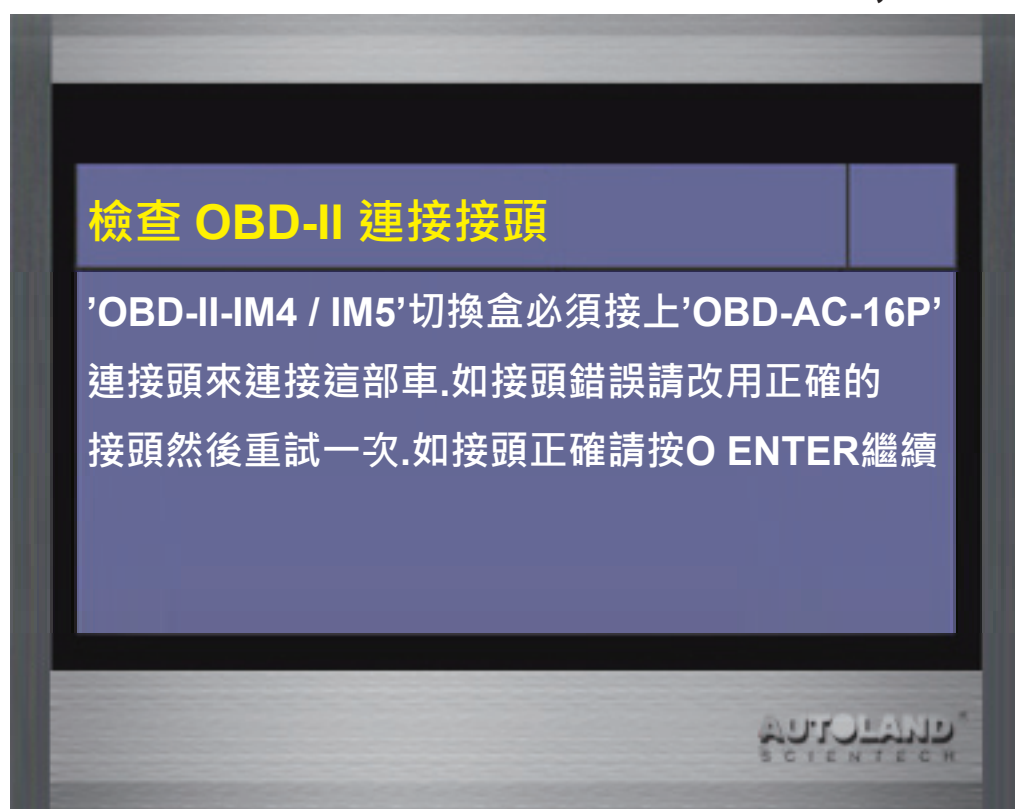 檢查 OBD-II 連接接頭
’OBD-II-IM4 / IM5’切換盒必須接上’OBD-AC-16P’
連接頭來連接這部車.如接頭錯誤請改用正確的
接頭然後重試一次.如接頭正確請按O ENTER繼續
AUTOLAND
SCIENTECH